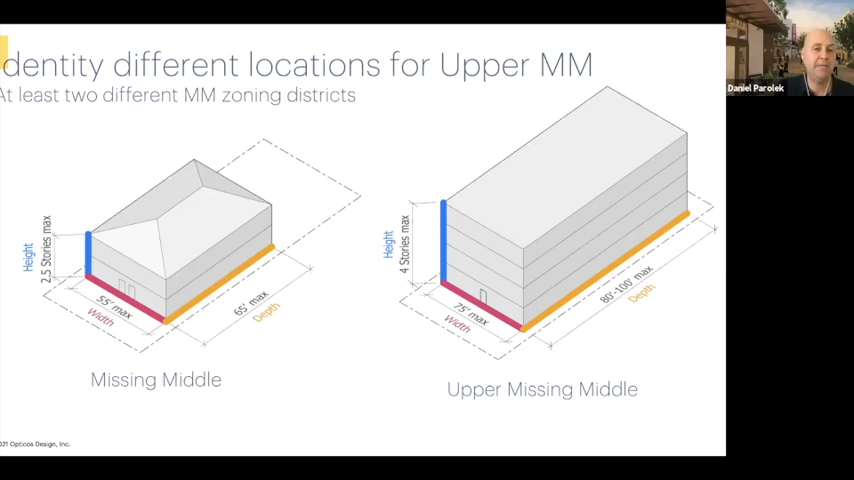 dentity different locations for Upper MM
At least two different MM zoning districts
Height
2.5 Stories max
55' max
Width
65' max
Depth
Missing Middle
Height
4 Stories max
75' max
Width
80'-100' max
Depth
Upper Missing Middle
21 Opticos Design, Inc.
Daniel Parolek